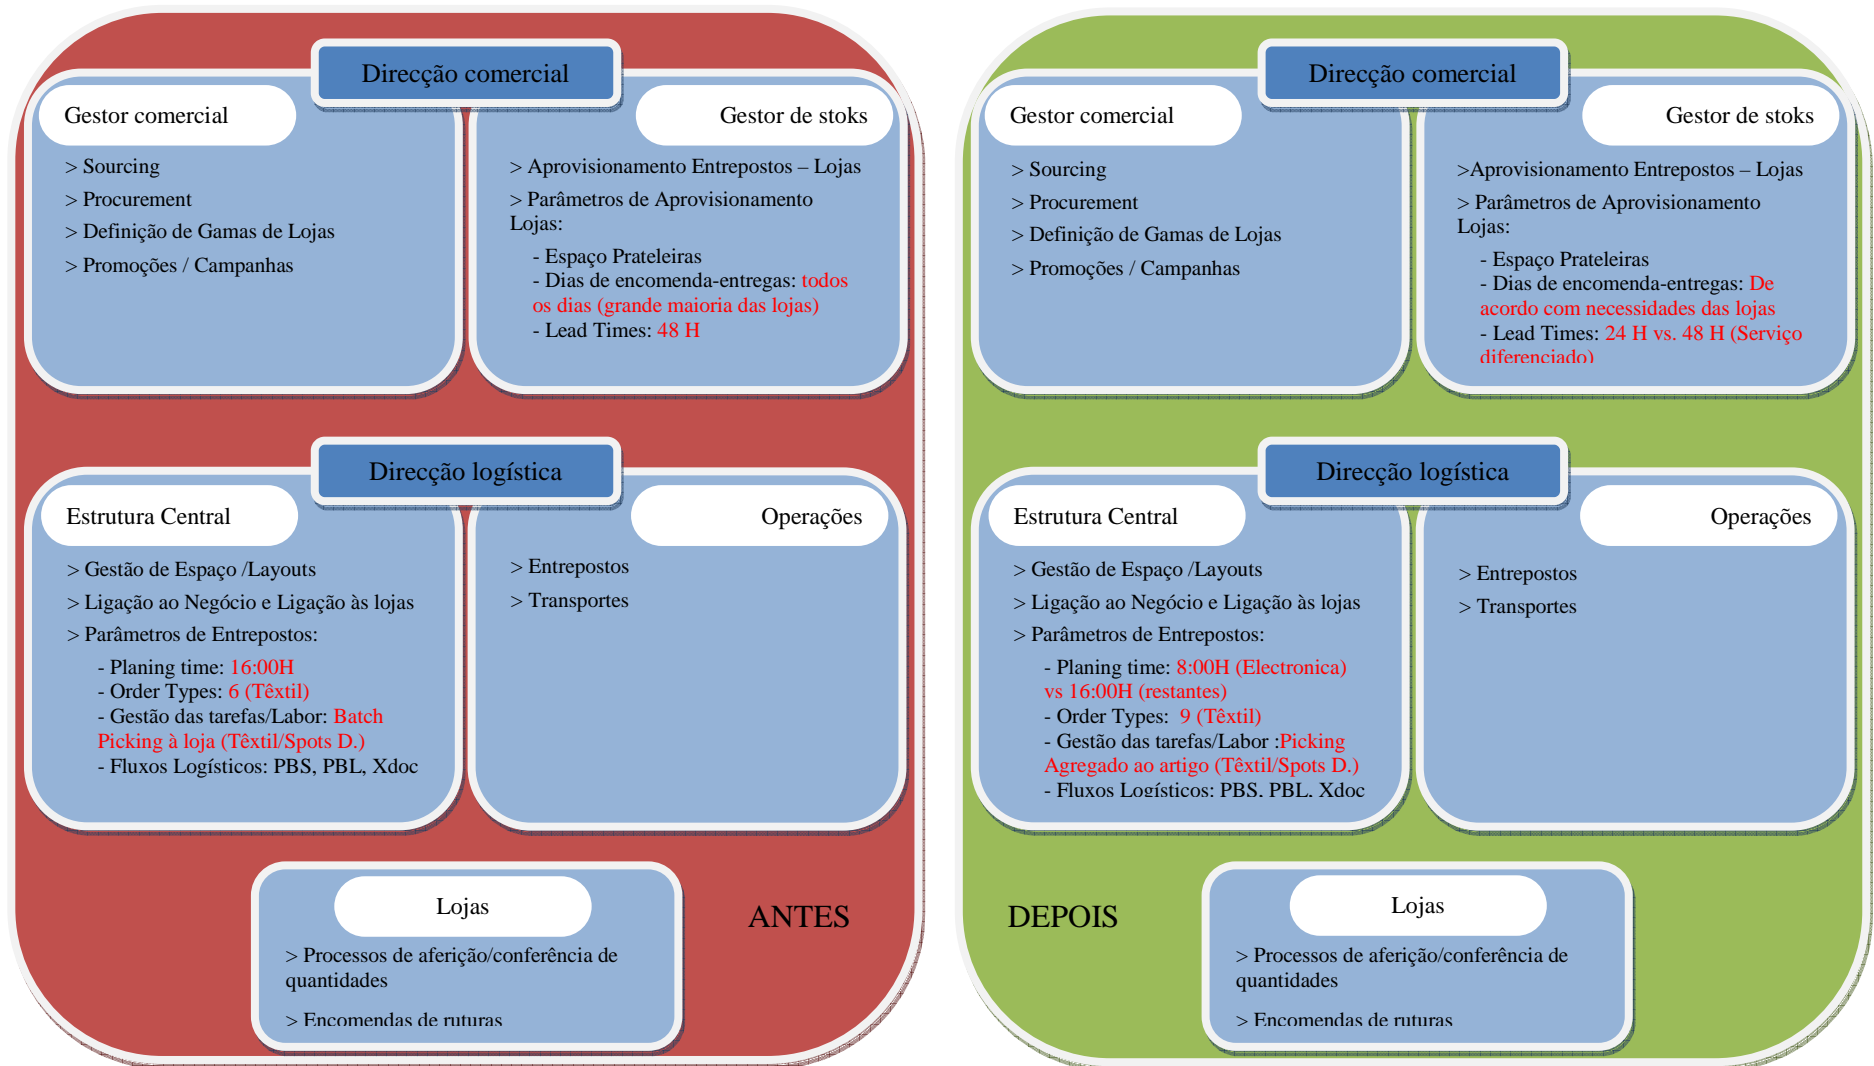 Direcção comercial
Gestor comercial
> Sourcing
> Procurement
> Definição de Gamas de Lojas
> Promoções / Campanhas
Gestor de stoks
> Aprovisionamento Entrepostos – Lojas
> Parâmetros de Aprovisionamento
Lojas:
- Espaço Prateleiras
- Dias de encomenda-entregas: todos
os dias (grande maioria das lojas)
- Lead Times: 48 H
Direcção logística
Estrutura Central
> Gestão de Espaço /Layouts
> Ligação ao Negócio e Ligação às lojas
> Parâmetros de Entrepostos:
- Planing time: 16:00H
- Order Types: 6 (Têxtil)
- Gestão das tarefas/Labor: Batch
Picking à loja (Têxtil/Spots D.)
- Fluxos Logísticos: PBS, PBL, Xdoc
Operações
> Entrepostos
> Transportes
Lojas
> Processos de aferição/conferência de
quantidades
> Encomendas de ruturas
ANTES
Direcção comercial
Gestor comercial
> Sourcing
> Procurement
> Definição de Gamas de Lojas
> Promoções / Campanhas
Gestor de stoks
>Aprovisionamento Entrepostos – Lojas
> Parâmetros de Aprovisionamento
Lojas:
- Espaço Prateleiras
- Dias de encomenda-entregas: De
acordo com necessidades das lojas
- Lead Times: 24 H vs. 48 H (Serviço
diferenciado)
Direcção logística
Estrutura Central
> Gestão de Espaço /Layouts
> Ligação ao Negócio e Ligação às lojas
> Parâmetros de Entrepostos:
- Planing time: 8:00H (Electronica)
vs 16:00H (restantes)
- Order Types:  9 (Têxtil)
- Gestão das tarefas/Labor :Picking
Agregado ao artigo (Têxtil/Spots D.)
- Fluxos Logísticos: PBS, PBL, Xdoc
Operações
> Entrepostos
> Transportes
DEPOIS
Lojas
> Processos de aferição/conferência de
quantidades
> Encomendas de ruturas